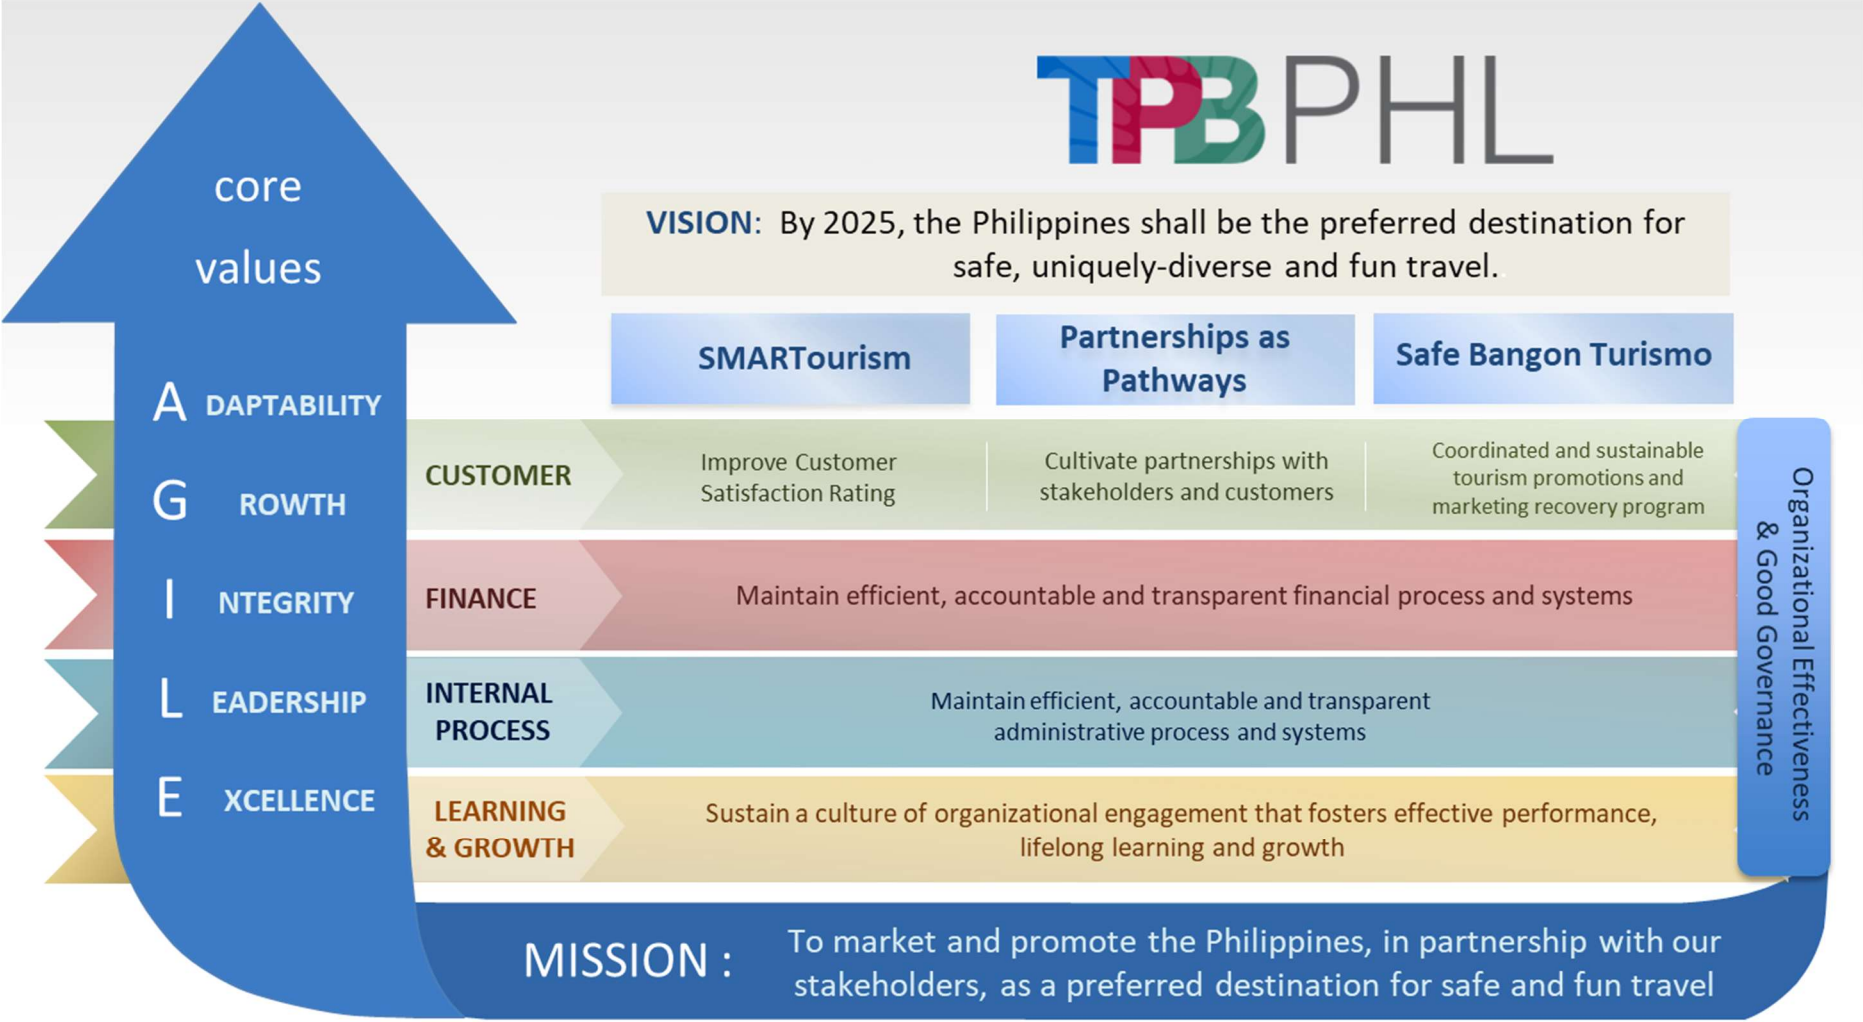 TPB PHL
core
values
A DAPTABILITY
G ROWTH
I NTEGRITY
L EADERSHIP
E XCELLENCE
VISION: By 2025, the Philippines shall be the preferred destination for
safe, uniquely-diverse and fun travel.
SMARTourism
Partnerships as
Pathways
Safe Bangon Turismo
CUSTOMER
Improve Customer
Satisfaction Rating
Cultivate partnerships with
stakeholders and customers
Coordinated and sustainable
tourism promotions and
marketing recovery program
FINANCE
Maintain efficient, accountable and transparent financial process and systems
INTERNAL
PROCESS
Maintain efficient, accountable and transparent
administrative process and systems
LEARNING
& GROWTH
Sustain a culture of organizational engagement that fosters effective performance,
lifelong learning and growth
Organizational Effectiveness
& Good Governance
MISSION :
To market and promote the Philippines, in partnership with our
stakeholders, as a preferred destination for safe and fun travel